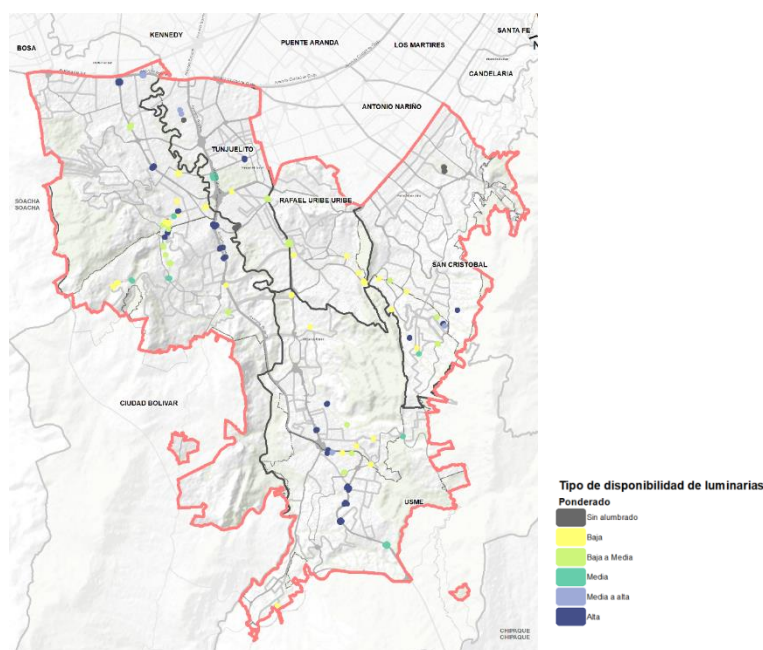 SANTA FE
KENNEDY
BOSA
PUENTE ARANDA
LOS MARTIRES
CANDELARIA
ANTONIO NARIÑO
TUNJUELITO
SOACHA
SOACHA
RAFAEL URIBE URIBE
SAN CRISTOBAL
CIUDAD BOLIVAR
USME
CHIPAQUE
CHIPAQUE
Tipo de disponibilidad de luminarias
Ponderado
Sin alumbrado
Baja
Baja a Media
Media
Media a alta
Alta